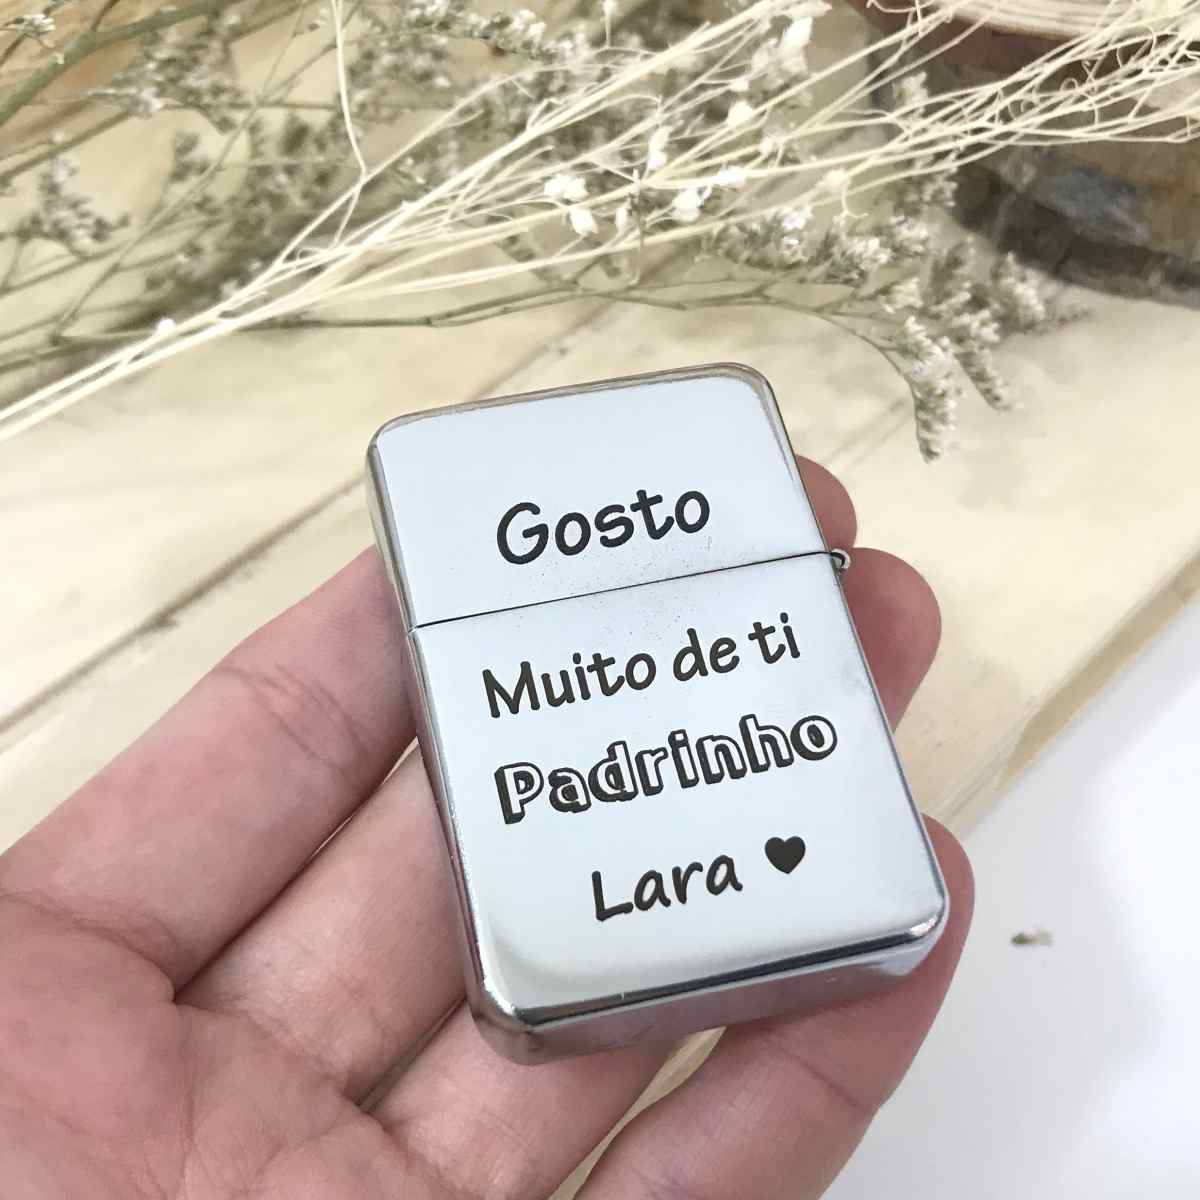 Gosto
Muito de ti
Padrinho
Lara ♥